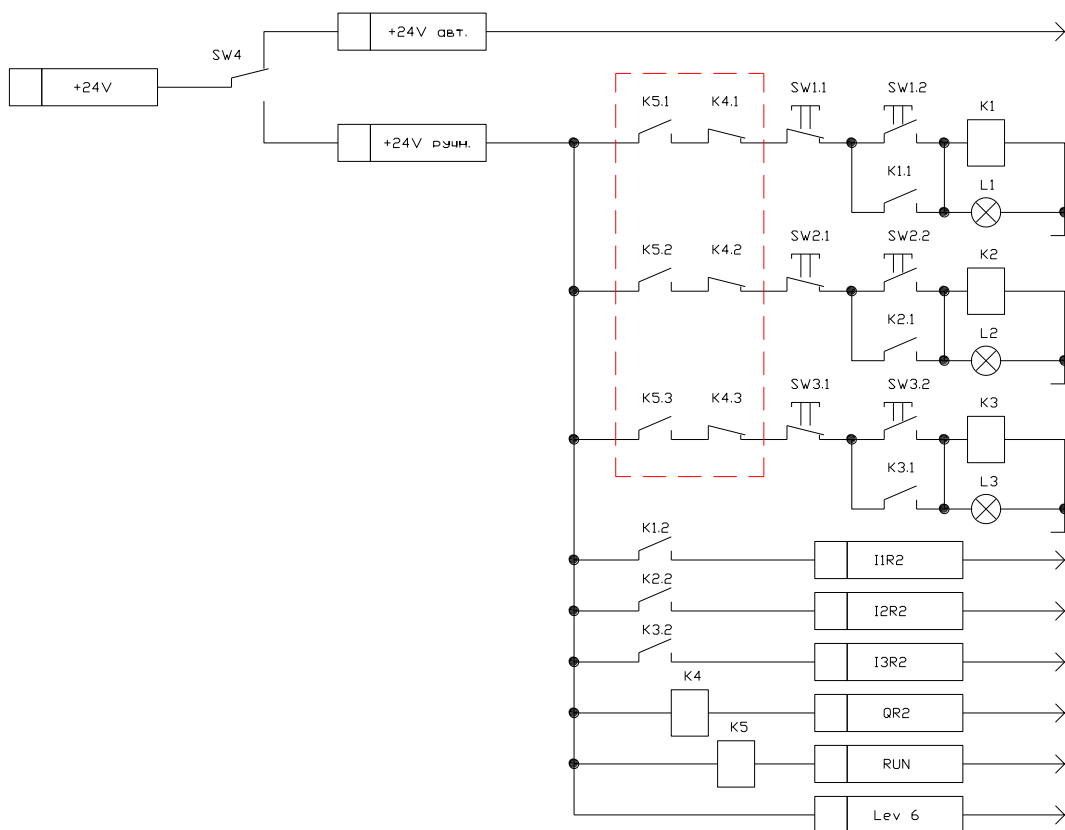 +24V авт.
SW4
+24V
+24V ручн.
K5.1 K4.1 SW1.1 SW1.2 K1
K1.1 L1
K5.2 K4.2 SW2.1 SW2.2 K2
K2.1 L2
K5.3 K4.3 SW3.1 SW3.2 K3
K3.1 L3
K1.2
I1R2
K2.2
I2R2
K3.2
I3R2
K4
QR2
K5
RUN
Lev 6